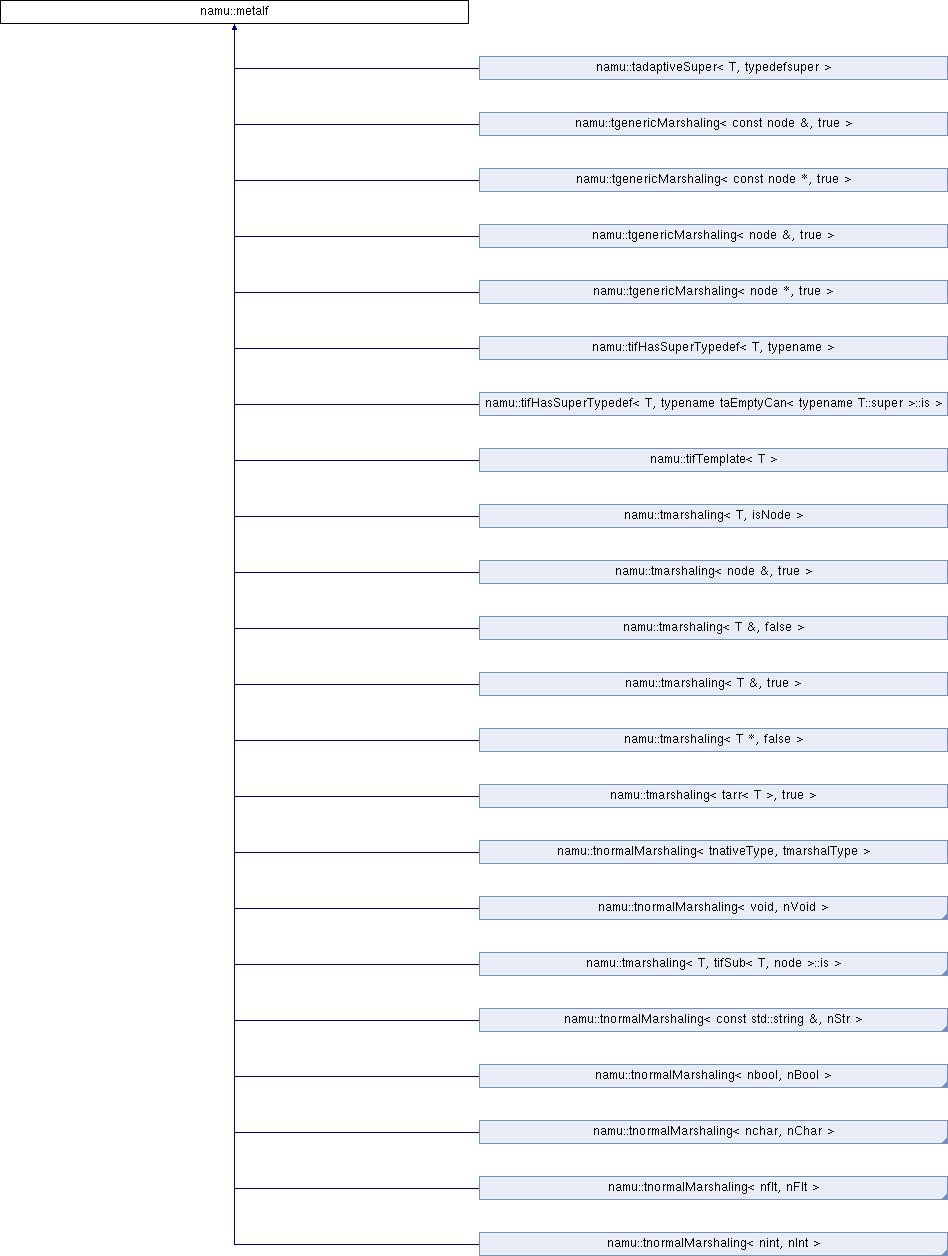 namu::metaIf
namu::tadaptiveSuper< T, typedefsuper >
namu::tgenericMarshaling< const node &, true >
namu::tgenericMarshaling< const node *, true >
namu::tgenericMarshaling< node &, true >
namu::tgenericMarshaling< node *, true >
namu::tifHasSuperTypedef< T, typename >
namu::tifHasSuperTypedef< T, typename taEmptyCan< typename T::super >::is >
namu::tifTemplate< T >
namu::tmarshaling< T, isNode >
namu::tmarshaling< node &, true >
namu::tmarshaling< T &, false >
namu::tmarshaling< T &, true >
namu::tmarshaling< T *, false >
namu::tmarshaling< tarr< T >, true >
namu::tnormalMarshaling< tnativeType, tmarshalType >
namu::tnormalMarshaling< void, nVoid >
namu::tmarshaling< T, tifSub< T, node >::is >
namu::tnormalMarshaling< const std::string &, nStr >
namu::tnormalMarshaling< nbool, nBool >
namu::tnormalMarshaling< nchar, nChar >
namu::tnormalMarshaling< nflt, nFlt >
namu::tnormalMarshaling< nint, nInt >